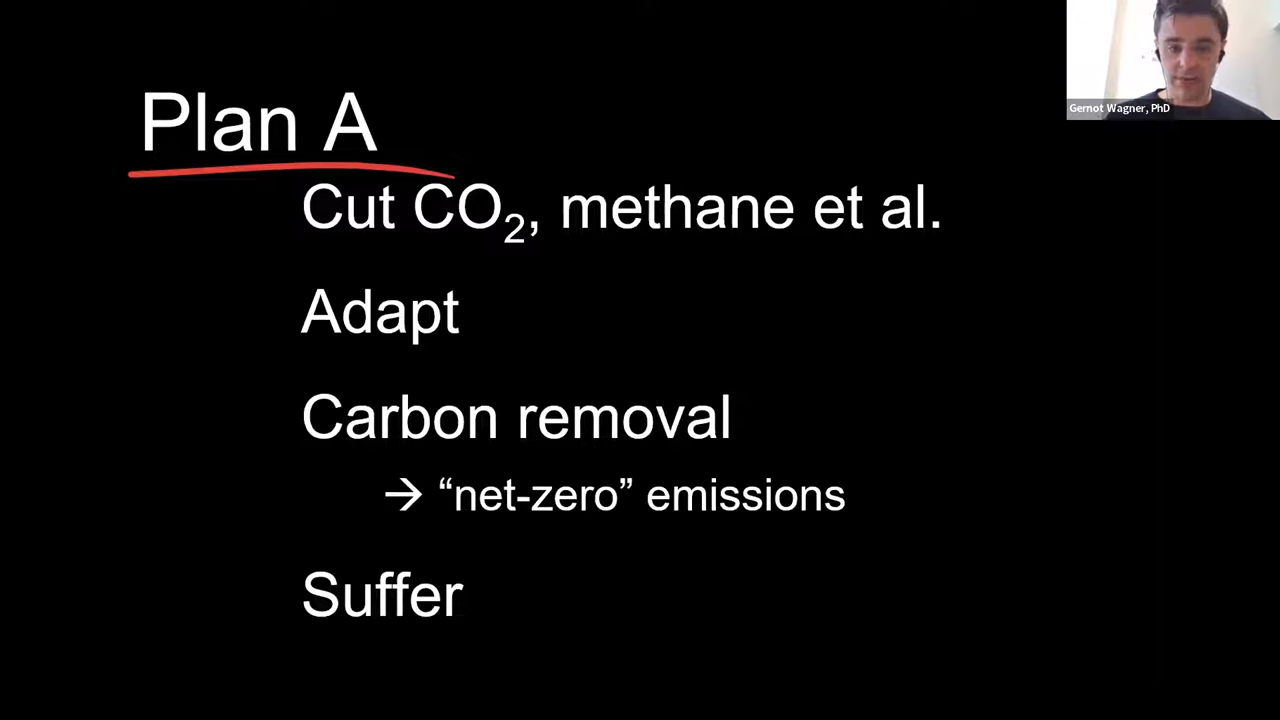 Plan A
Cut CO₂, methane et al.
Adapt
Carbon removal
→ “net-zero” emissions
Suffer
Gernot Wagner, PhD